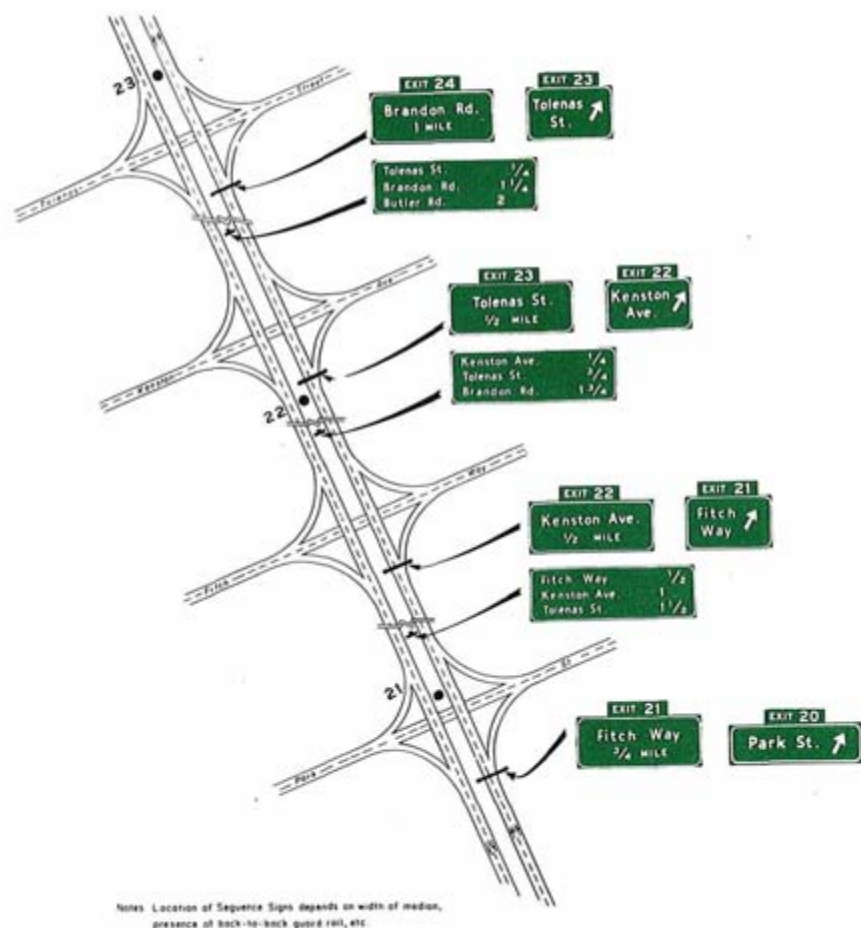 23
EXIT 24
Brandon Rd.
1 MILE
EXIT 23
Tolenas
St.
Street
Tolenas St. 1/4
Brandon Rd. 1 1/4
Butler Rd. 2
Tolenas
EXIT 23
Tolenas St.
1/2 MILE
EXIT 22
Kenston
Ave.
Ave
Kenston Ave. 1/4
Tolenas St. 3/4
Brandon Rd. 1 3/4
Kenston
22
EXIT 22
Kenston Ave.
1/2 MILE
EXIT 21
Fitch
Way
Way
Fitch Way 1/2
Kenston Ave. 1
Tolenas St. 1 1/2
Fitch
21
St
EXIT 21
Fitch Way
3/4 MILE
EXIT 20
Park St.
Park
Notes Location of Sequence Signs depends on width of median,
presence of back-to-back guard rail, etc.